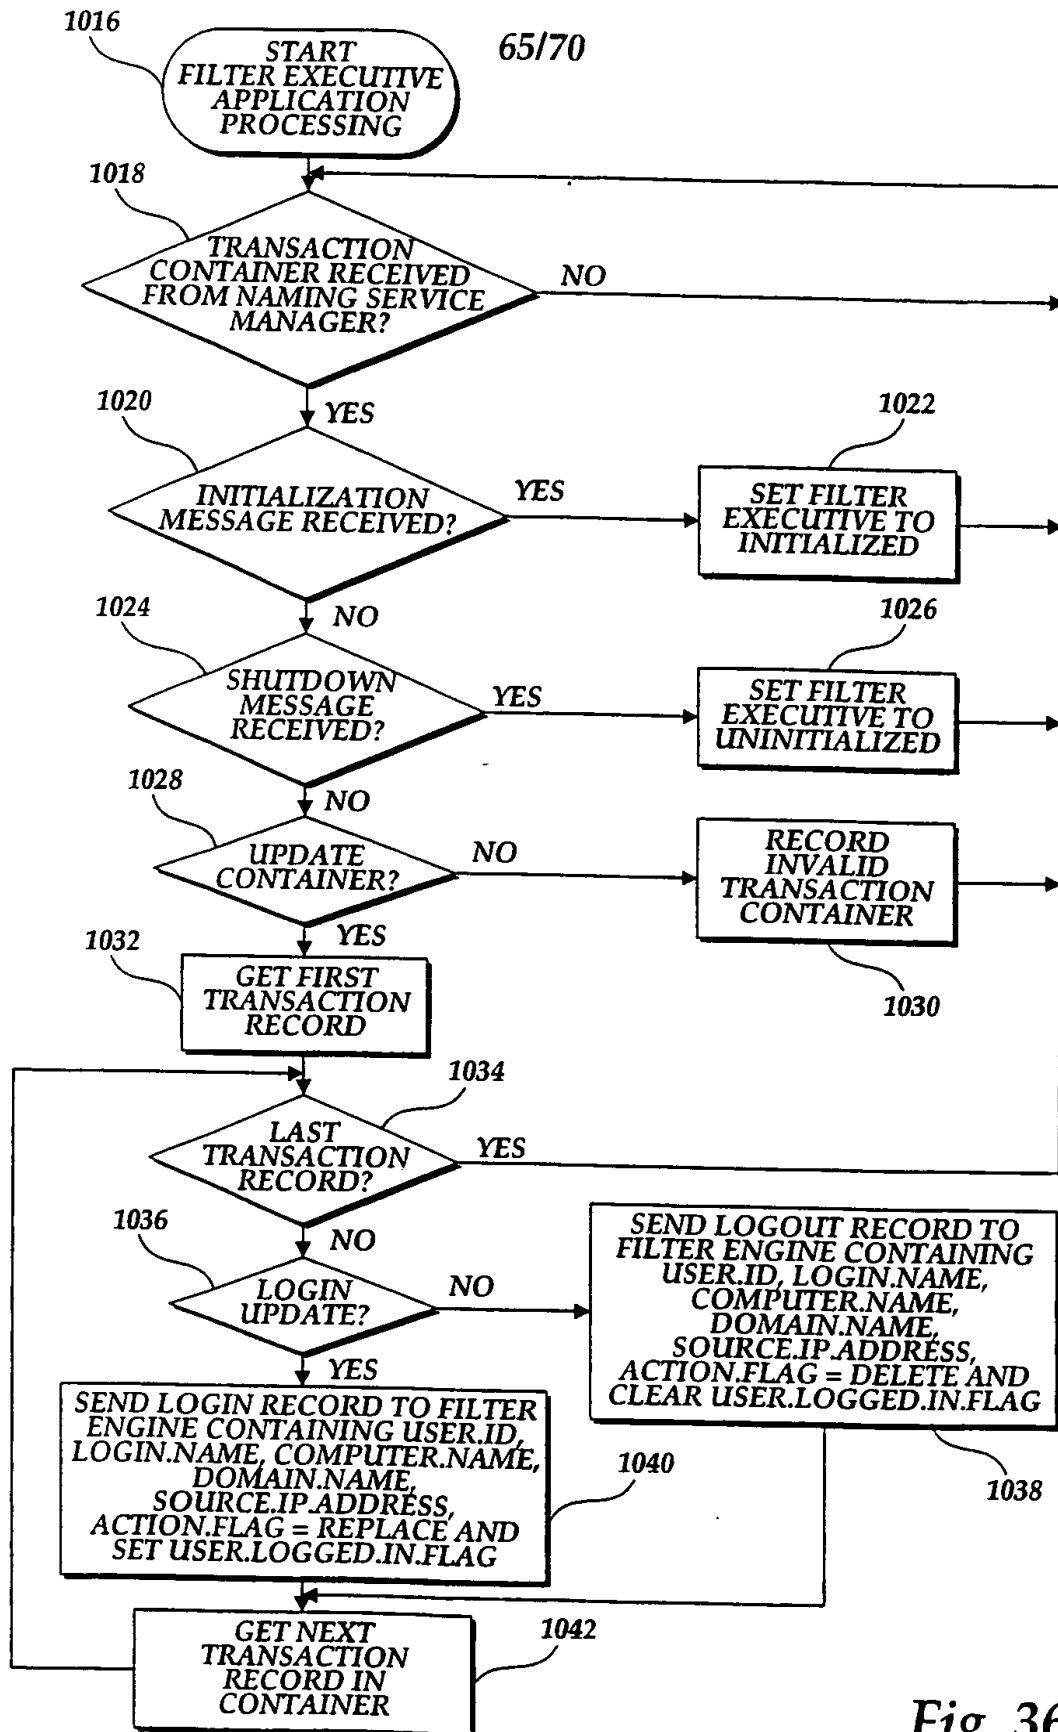 1016
START
FILTER EXECUTIVE
APPLICATION
PROCESSING
65/70
1018
TRANSACTION
CONTAINER RECEIVED
FROM NAMING SERVICE
MANAGER?
NO
YES
1020
INITIALIZATION
MESSAGE RECEIVED?
YES
1022
SET FILTER
EXECUTIVE TO
INITIALIZED
NO
1024
SHUTDOWN
MESSAGE
RECEIVED?
YES
1026
SET FILTER
EXECUTIVE TO
UNINITIALIZED
NO
1028
UPDATE
CONTAINER?
NO
RECORD
INVALID
TRANSACTION
CONTAINER
1030
YES
1032
GET FIRST
TRANSACTION
RECORD
1034
LAST
TRANSACTION
RECORD?
YES
NO
1036
LOGIN
UPDATE?
NO
SEND LOGOUT RECORD TO
FILTER ENGINE CONTAINING
USER.ID, LOGIN.NAME,
COMPUTER.NAME,
DOMAIN.NAME,
SOURCE.IP.ADDRESS,
ACTION.FLAG = DELETE AND
CLEAR USER.LOGGED.IN.FLAG
1038
YES
SEND LOGIN RECORD TO FILTER
ENGINE CONTAINING USER.ID,
LOGIN.NAME, COMPUTER.NAME,
DOMAIN.NAME,
SOURCE.IP.ADDRESS,
ACTION.FLAG = REPLACE AND
SET USER.LOGGED.IN.FLAG
1040
GET NEXT
TRANSACTION
RECORD IN
CONTAINER
1042
Fig. 36